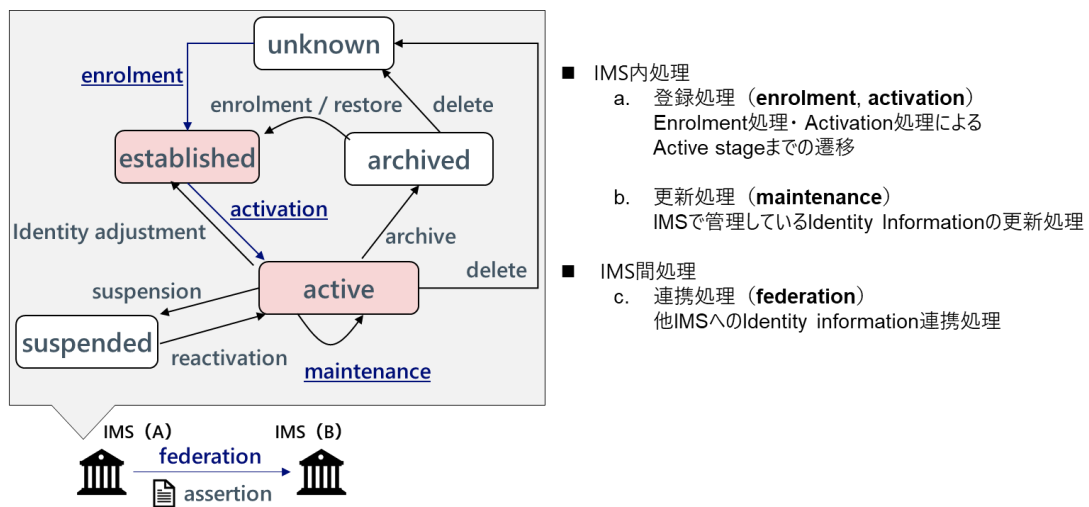 unknown
enrolment
enrolment / restore
delete
established
archived
activation
Identity adjustment
archive
delete
active
suspension
suspended
reactivation
maintenance
IMS（A）
IMS（B）
federation
assertion
■ IMS内処理
a. 登録処理（enrolment, activation）
Enrolment処理・Activation処理による
Active stageまでの遷移
b. 更新処理（maintenance）
IMSで管理しているIdentity Informationの更新処理
■ IMS間処理
c. 連携処理（federation）
他IMSへのIdentity information連携処理